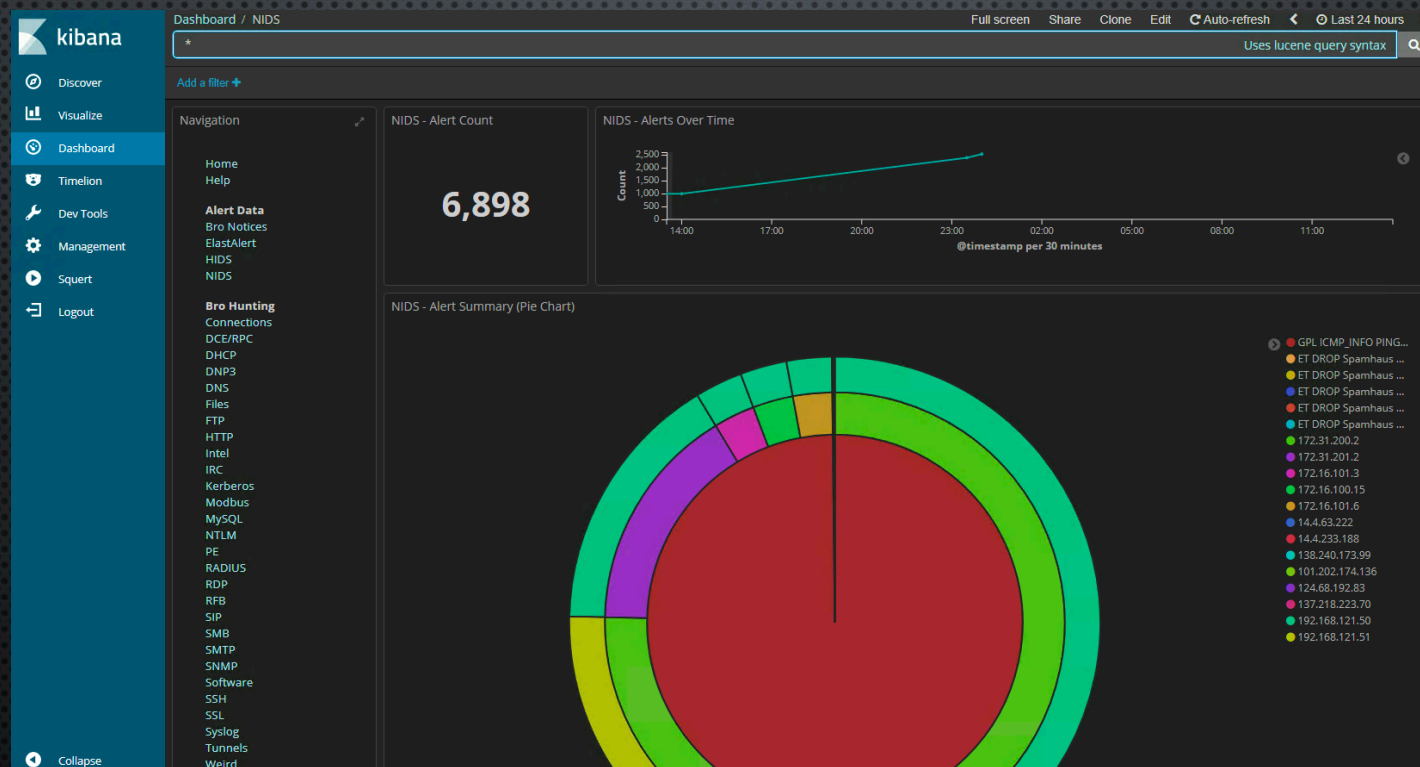 kibana
Discover
Visualize
Dashboard
Timelion
Dev Tools
Management
Squert
Logout
Collapse
Dashboard / NIDS
Full screen Share Clone Edit Auto-refresh Last 24 hours
*
Uses lucene query syntax
Add a filter +
Navigation
Home
Help
Alert Data
Bro Notices
ElastAlert
HIDS
NIDS
Bro Hunting
Connections
DCE/RPC
DHCP
DNP3
DNS
Files
FTP
HTTP
Intel
IRC
Kerberos
Modbus
MySQL
NTLM
PE
RADIUS
RDP
RFB
SIP
SMB
SMTP
SNMP
Software
SSH
SSL
Syslog
Tunnels
Weird
NIDS - Alert Count
6,898
NIDS - Alerts Over Time
Count
2,500
2,000
1,500
1,000
500
0
14:00 17:00 20:00 23:00 02:00 05:00 08:00 11:00
@timestamp per 30 minutes
NIDS - Alert Summary (Pie Chart)
GPL ICMP_INFO PING...
ET DROP Spamhaus ...
ET DROP Spamhaus ...
ET DROP Spamhaus ...
ET DROP Spamhaus ...
ET DROP Spamhaus ...
172.31.200.2
172.31.201.2
172.16.101.3
172.16.100.15
172.16.101.6
14.4.63.222
14.4.233.188
138.240.173.99
101.202.174.136
124.68.192.83
137.218.223.70
192.168.121.50
192.168.121.51